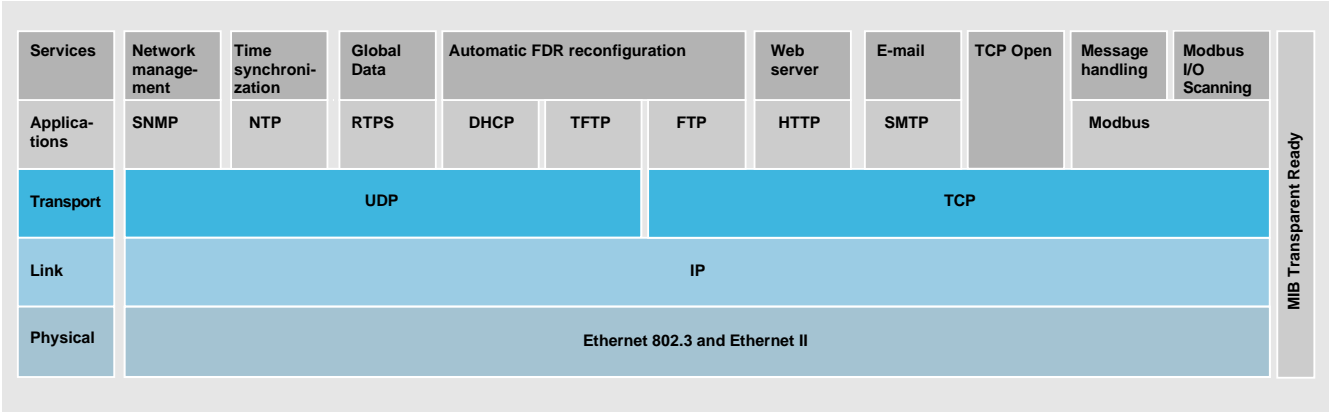 Services
Network
manage-
ment
Time
synchroni-
zation
Global
Data
Automatic FDR reconfiguration
Web
server
E-mail
TCP Open
Message
handling
Modbus
I/O
Scanning
Applica-
tions
SNMP
NTP
RTPS
DHCP
TFTP
FTP
HTTP
SMTP
Modbus
Transport
UDP
TCP
Link
IP
Physical
Ethernet 802.3 and Ethernet II
MIB Transparent Ready